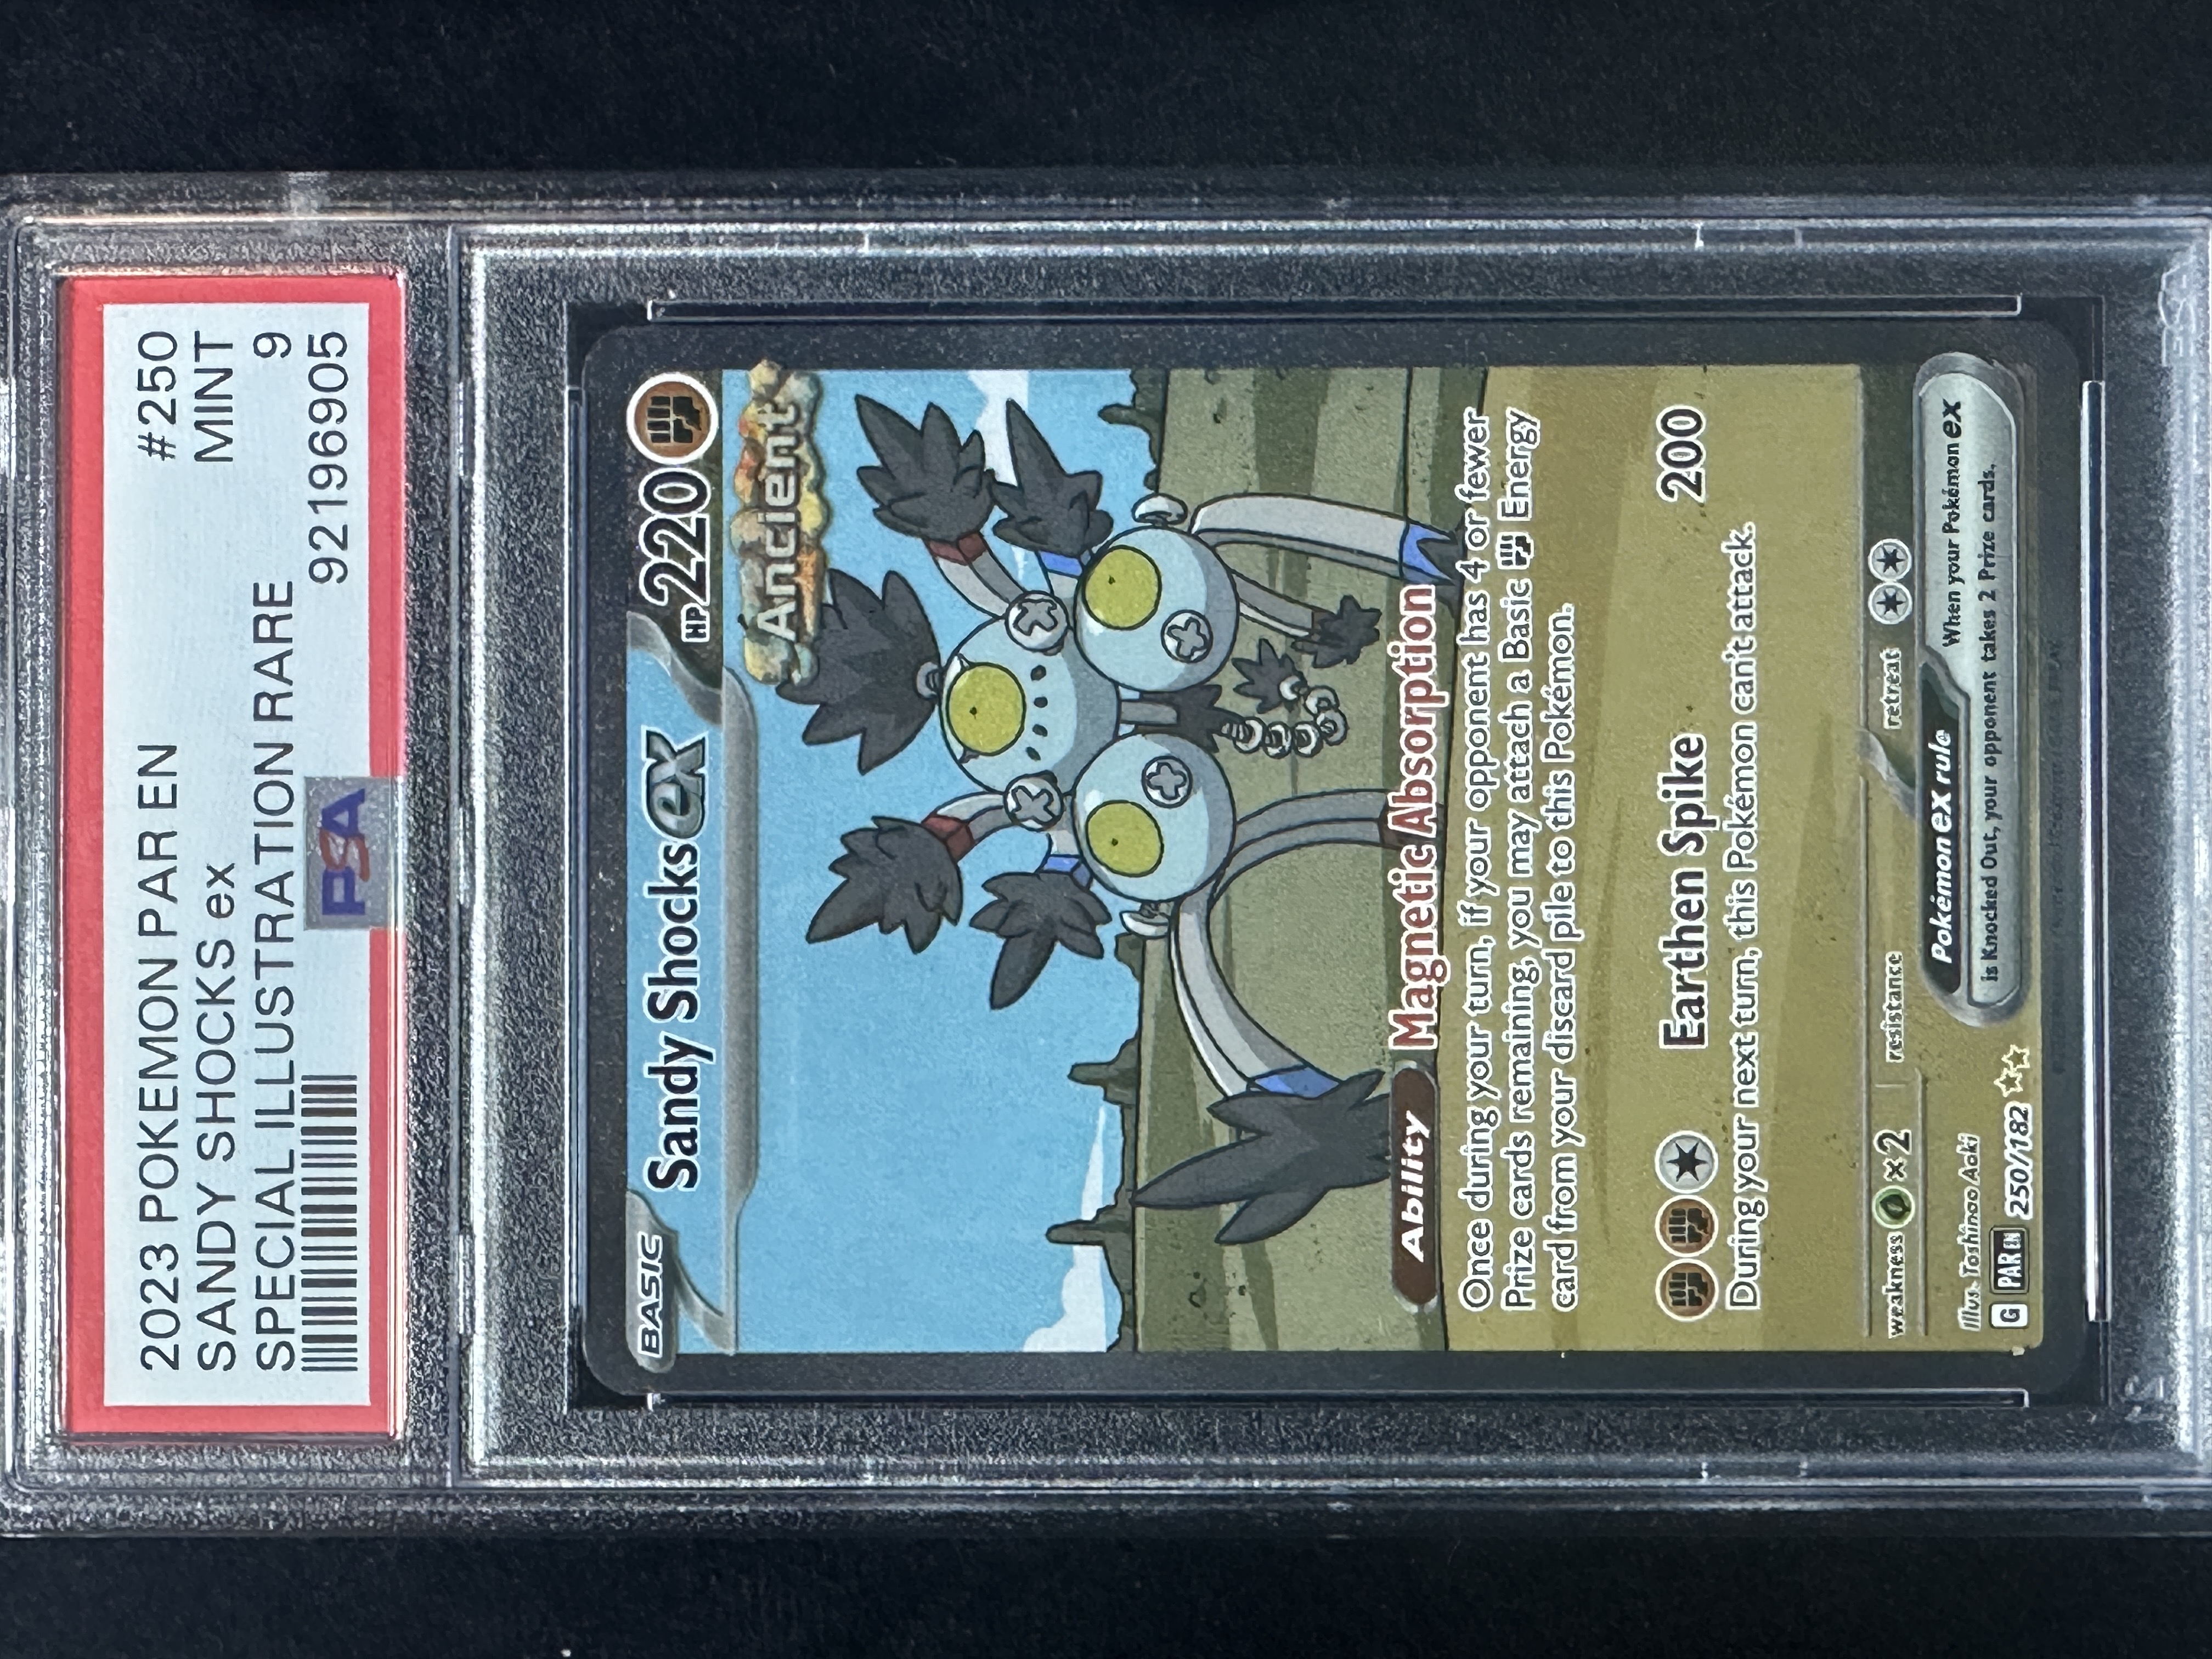 2023 POKEMON PAR EN #250
SANDY SHOCKS ex MINT
SPECIAL ILLUSTRATION RARE 9
92196905
PSA
BASIC
Sandy Shocks ex HP 220
Ancient
Ability Magnetic Absorption
Once during your turn, if your opponent has 4 or fewer
Prize cards remaining, you may attach a Basic Energy
card from your discard pile to this Pokémon.
Earthen Spike 200
During your next turn, this Pokémon can't attack.
weakness ×2 resistance retreat
Illus. Toshinao Aoki
Pokémon ex rule When your Pokémon ex
is Knocked Out, your opponent takes 2 Prize cards.
G PAR EN 250/182